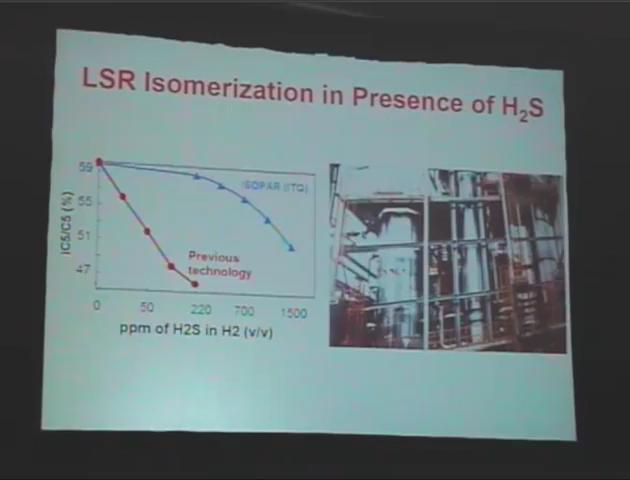 LSR Isomerization in Presence of H₂S
59
55
51
47
IC5/C5 (%)
ISOPAR (ITQ)
Previous
technology
0 50 220 700 1500
ppm of H2S in H2 (v/v)